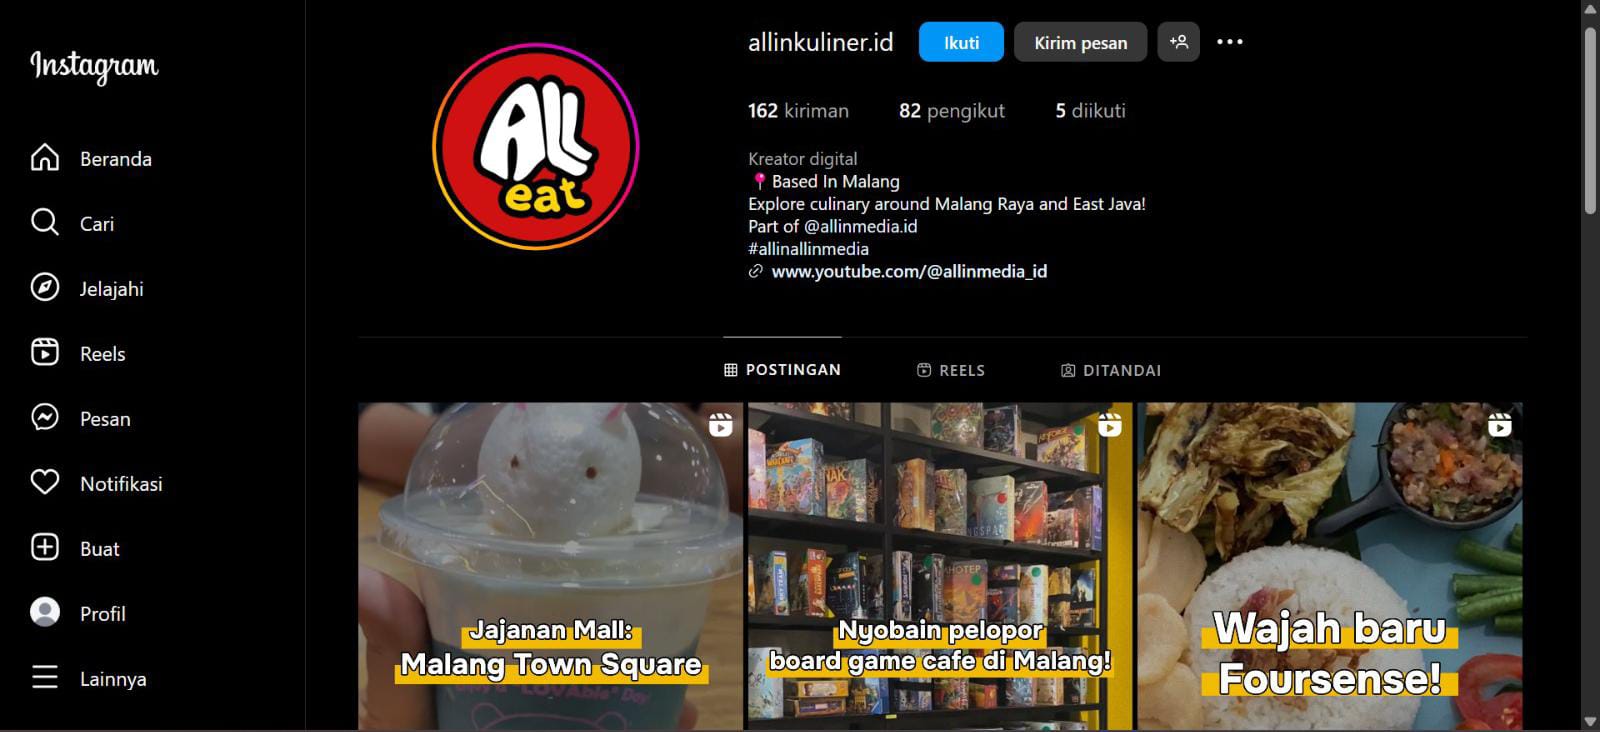 Instagram
Beranda
Cari
Jelajahi
Reels
Pesan
Notifikasi
Buat
Profil
Lainnya
ALL
eat
allinkuliner.id
Ikuti
Kirim pesan
162 kiriman 82 pengikut 5 diikuti
Kreator digital
📍 Based In Malang
Explore culinary around Malang Raya and East Java!
Part of @allinmedia.id
#allinallinmedia
www.youtube.com/@allinmedia_id
POSTINGAN REELS DITANDAI
Jajanan Mall:
Malang Town Square
Nyobain pelopor
board game cafe di Malang!
Wajah baru
Foursense!